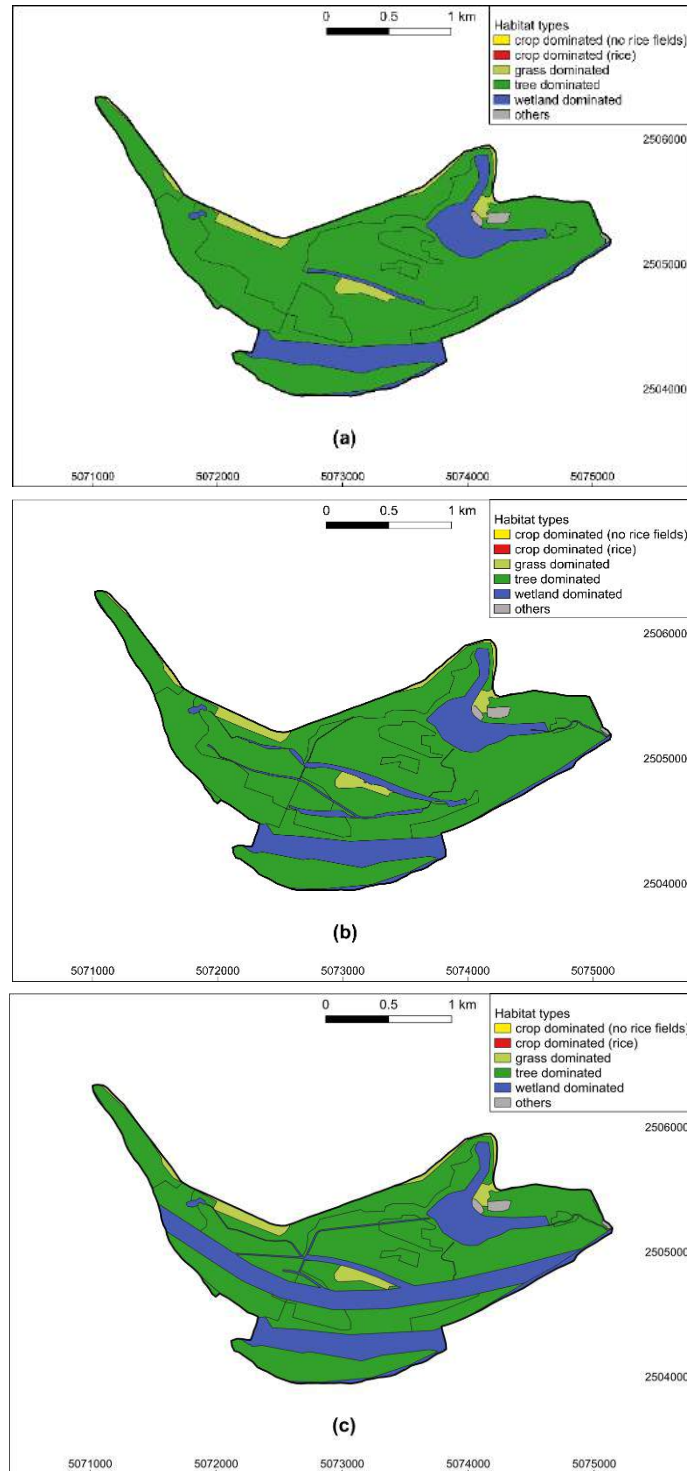 0 0.5 1 km
Habitat types
crop dominated (no rice fields)
crop dominated (rice)
grass dominated
tree dominated
wetland dominated
others
2506000
2505000
2504000
(a)
5071000 5072000 5073000 5074000 5075000
0 0.5 1 km
Habitat types
crop dominated (no rice fields)
crop dominated (rice)
grass dominated
tree dominated
wetland dominated
others
2506000
2505000
2504000
(b)
5071000 5072000 5073000 5074000 5075000
0 0.5 1 km
Habitat types
crop dominated (no rice fields)
crop dominated (rice)
grass dominated
tree dominated
wetland dominated
others
2506000
2505000
2504000
(c)
5071000 5072000 5073000 5074000 5075000